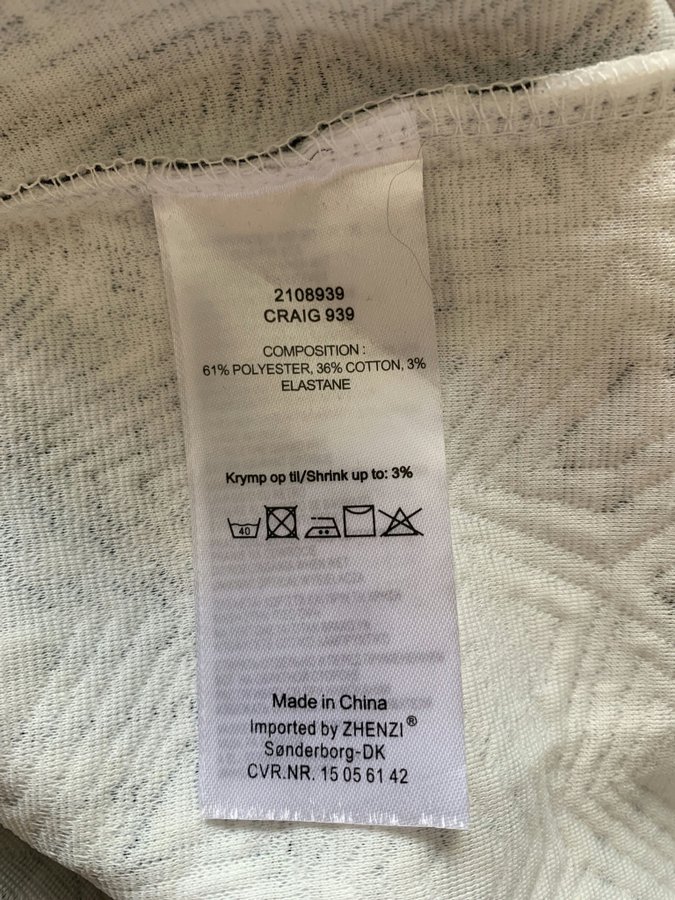 2108939
CRAIG 939
COMPOSITION :
61% POLYESTER, 36% COTTON, 3%
ELASTANE
Krymp op til/Shrink up to: 3%
40
Made in China
Imported by ZHENZI®
Sønderborg-DK
CVR.NR. 15 05 61 42